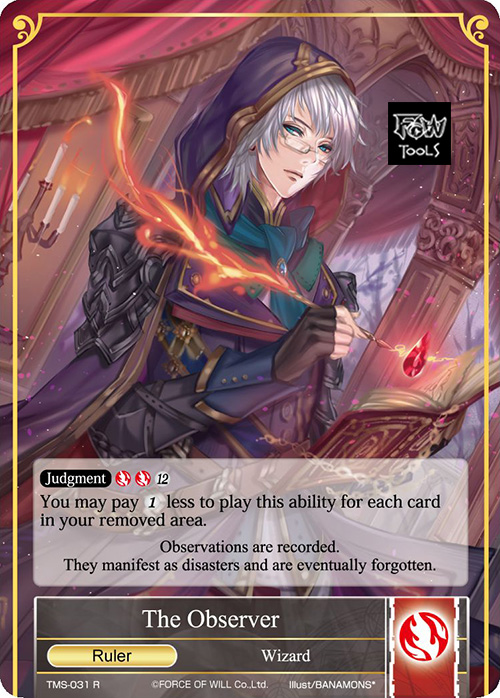 FOW
TOOLS
Judgment 12
You may pay 1 less to play this ability for each card
in your removed area.
Observations are recorded.
They manifest as disasters and are eventually forgotten.
The Observer
Ruler Wizard
TMS-031 R ©FORCE OF WILL Co.,Ltd. Illust/BANAMONS*